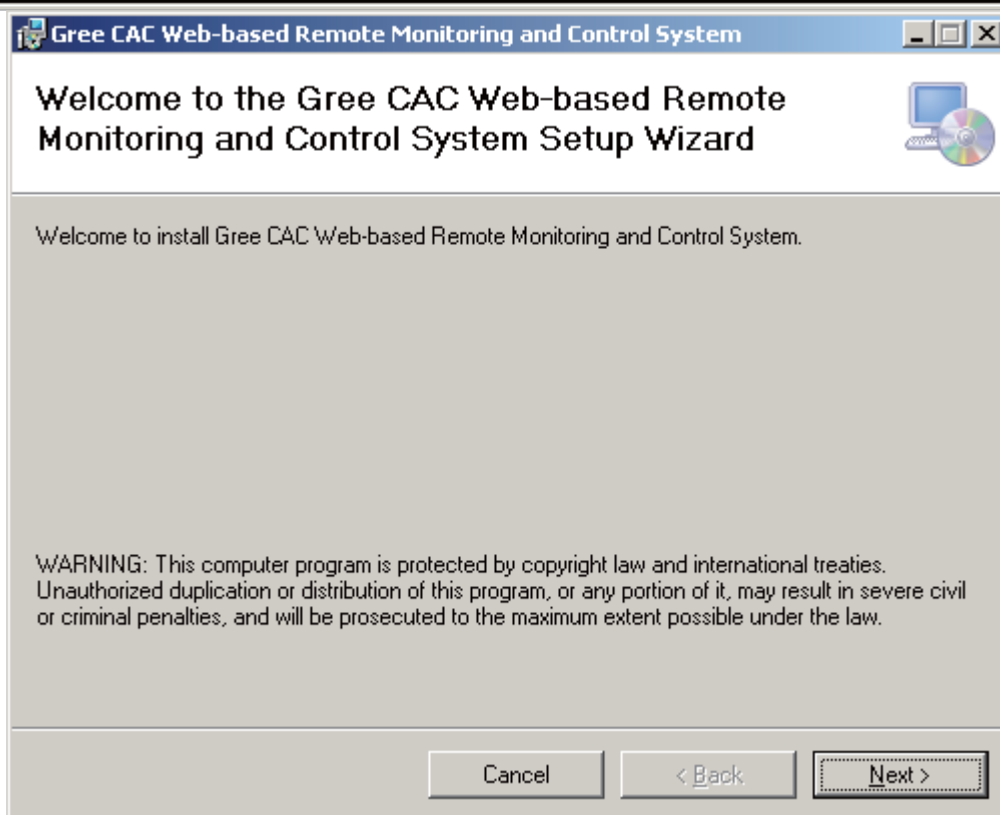 Gree CAC Web-based Remote Monitoring and Control System
Welcome to the Gree CAC Web-based Remote
Monitoring and Control System Setup Wizard
Welcome to install Gree CAC Web-based Remote Monitoring and Control System.
WARNING: This computer program is protected by copyright law and international treaties.
Unauthorized duplication or distribution of this program, or any portion of it, may result in severe civil
or criminal penalties, and will be prosecuted to the maximum extent possible under the law.
Cancel < Back Next >